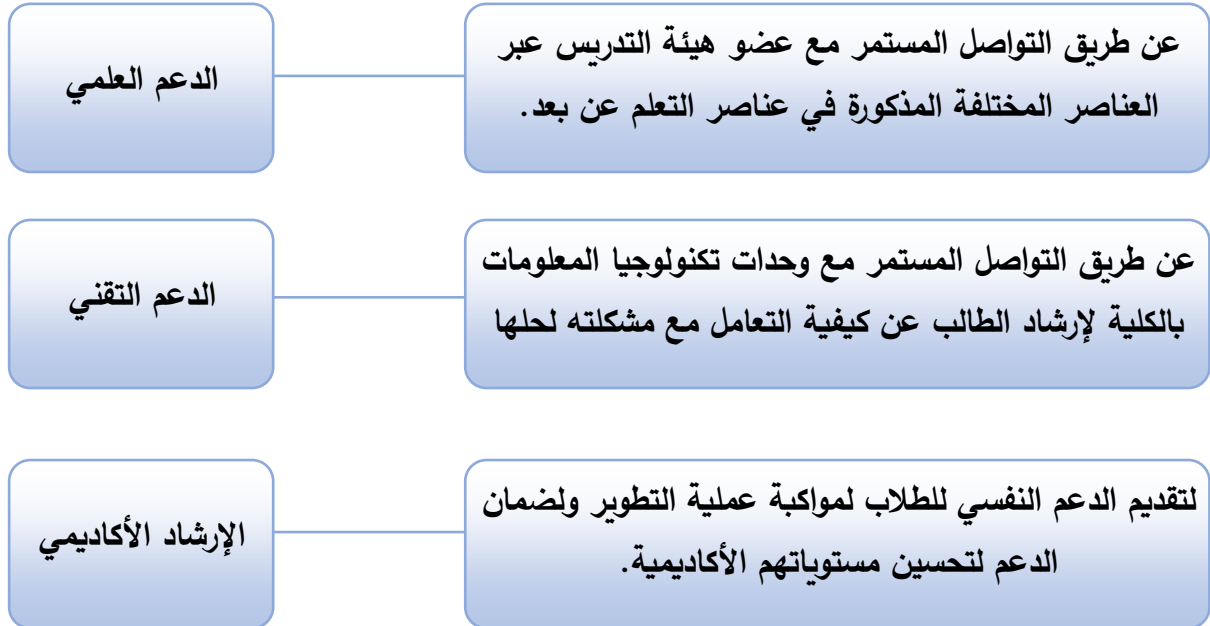 عن طريق التواصل المستمر مع عضو هيئة التدريس عبر
العناصر المختلفة المذكورة في عناصر التعلم عن بعد.
الدعم العلمي
عن طريق التواصل المستمر مع وحدات تكنولوجيا المعلومات
بالكلية لإرشاد الطالب عن كيفية التعامل مع مشكلته لحلها
الدعم التقني
لتقديم الدعم النفسي للطلاب لمواكبة عملية التطوير ولضمان
الدعم لتحسين مستوياتهم الأكاديمية.
الإرشاد الأكاديمي